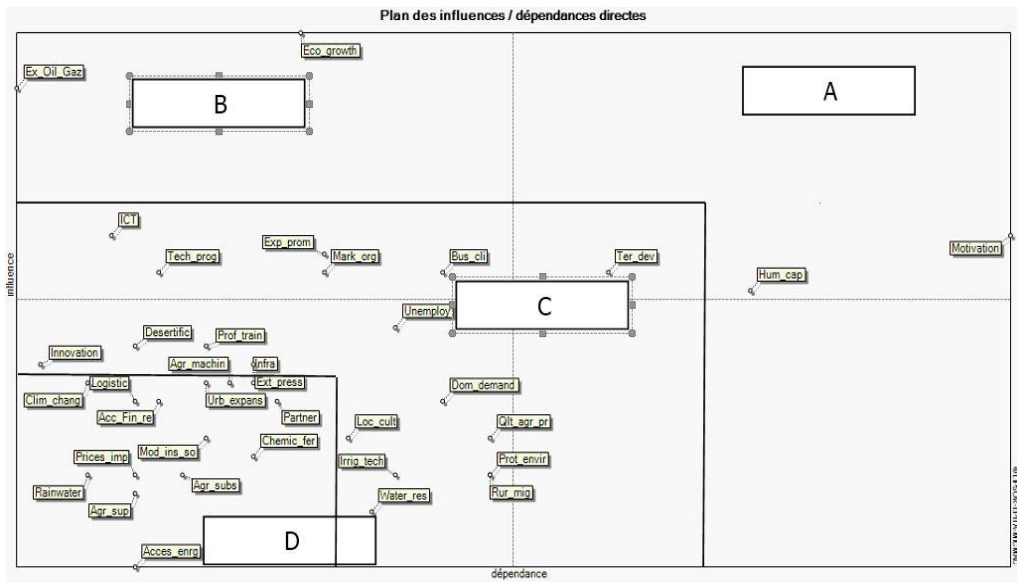 Plan des influences / dépendances directes
Eco_growth
Ex_Oil_Gaz
B
A
ICT
Exp_prom
Tech_prog
Mark_org
Bus_cli
Ter_dev
Motivation
Hum_cap
influence
C
Unemploy
Desertific
Prof_train
Innovation
Agr_machin
Infra
Logistic
Ext_press
Dom_demand
Clim_chang
Urb_expans
Acc_Fin_re
Partner
Loc_cult
Qlt_agr_pr
Chemic_fer
Mod_ins_so
Prices_imp
Irrig_tech
Prot_envir
Rainwater
Agr_subs
Water_res
Rur_mig
Agr_sup
D
Acces_enrg
dépendance